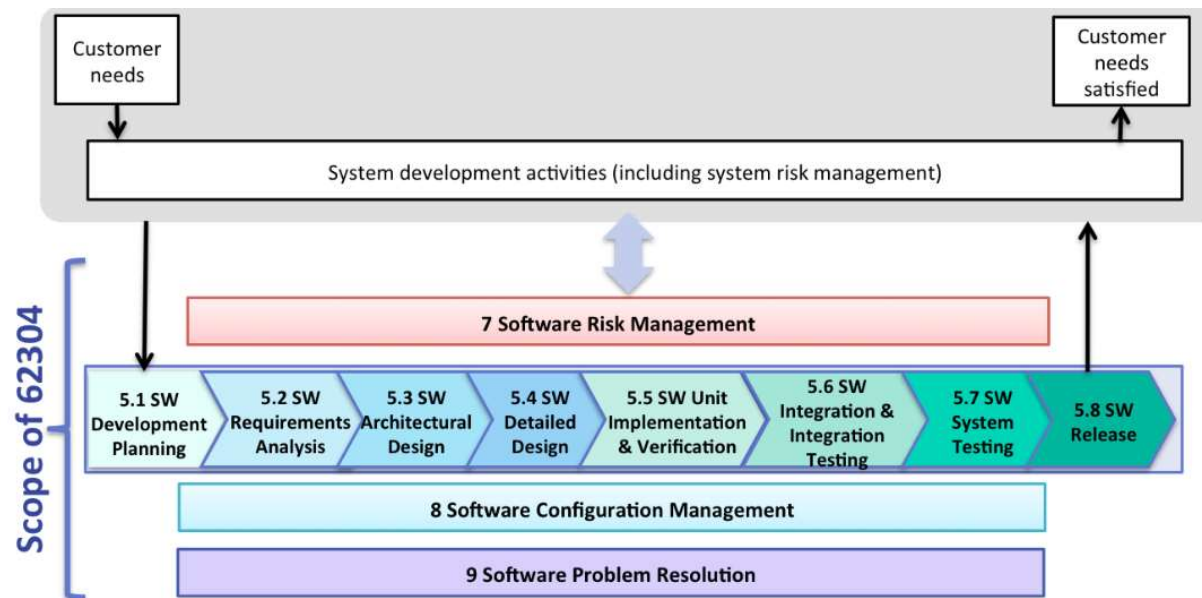 Customer
needs
Customer
needs
satisfied
System development activities (including system risk management)
Scope of 62304
7 Software Risk Management
5.1 SW
Development
Planning
5.2 SW
Requirements
Analysis
5.3 SW
Architectural
Design
5.4 SW
Detailed
Design
5.5 SW Unit
Implementation
& Verification
5.6 SW
Integration &
Integration
Testing
5.7 SW
System
Testing
5.8 SW
Release
8 Software Configuration Management
9 Software Problem Resolution